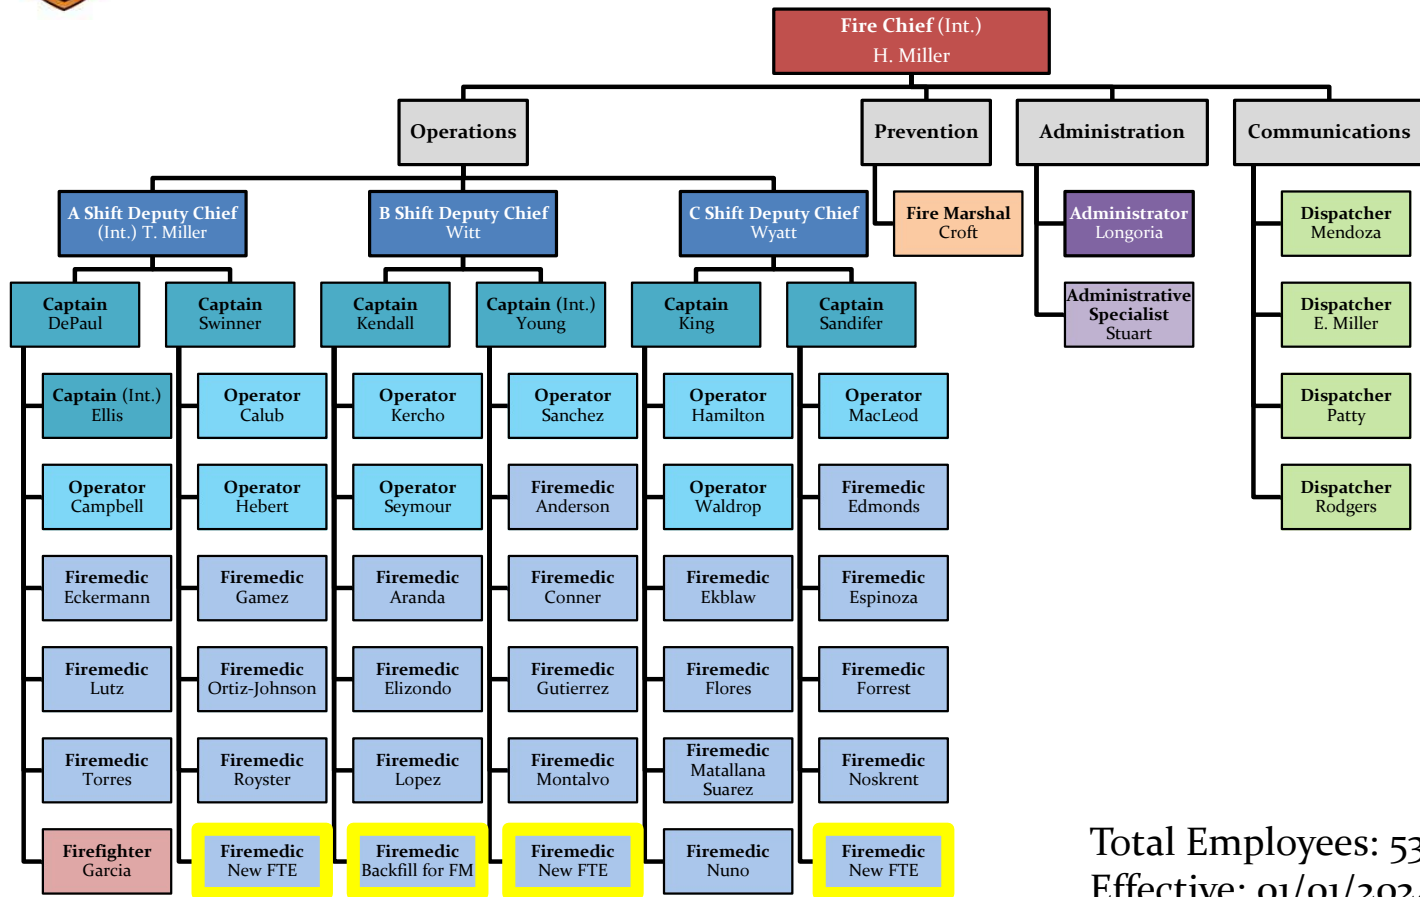 Fire Chief (Int.)
H. Miller
Operations
Prevention
Administration
Communications
A Shift Deputy Chief
(Int.) T. Miller
B Shift Deputy Chief
Witt
C Shift Deputy Chief
Wyatt
Fire Marshal
Croft
Administrator
Longoria
Dispatcher
Mendoza
Captain
DePaul
Captain
Swinner
Captain
Kendall
Captain (Int.)
Young
Captain
King
Captain
Sandifer
Administrative
Specialist
Stuart
Dispatcher
E. Miller
Captain (Int.)
Ellis
Operator
Calub
Operator
Kercho
Operator
Sanchez
Operator
Hamilton
Operator
MacLeod
Dispatcher
Patty
Operator
Campbell
Operator
Hebert
Operator
Seymour
Firemedic
Anderson
Operator
Waldrop
Firemedic
Edmonds
Dispatcher
Rodgers
Firemedic
Eckermann
Firemedic
Gamez
Firemedic
Aranda
Firemedic
Conner
Firemedic
Ekblaw
Firemedic
Espinoza
Firemedic
Lutz
Firemedic
Ortiz-Johnson
Firemedic
Elizondo
Firemedic
Gutierrez
Firemedic
Flores
Firemedic
Forrest
Firemedic
Torres
Firemedic
Royster
Firemedic
Lopez
Firemedic
Montalvo
Firemedic
Matallana
Suarez
Firemedic
Noskrent
Firefighter
Garcia
Firemedic
New FTE
Firemedic
Backfill for FM
Firemedic
New FTE
Firemedic
Nuno
Firemedic
New FTE
Total Employees: 53
Effective: